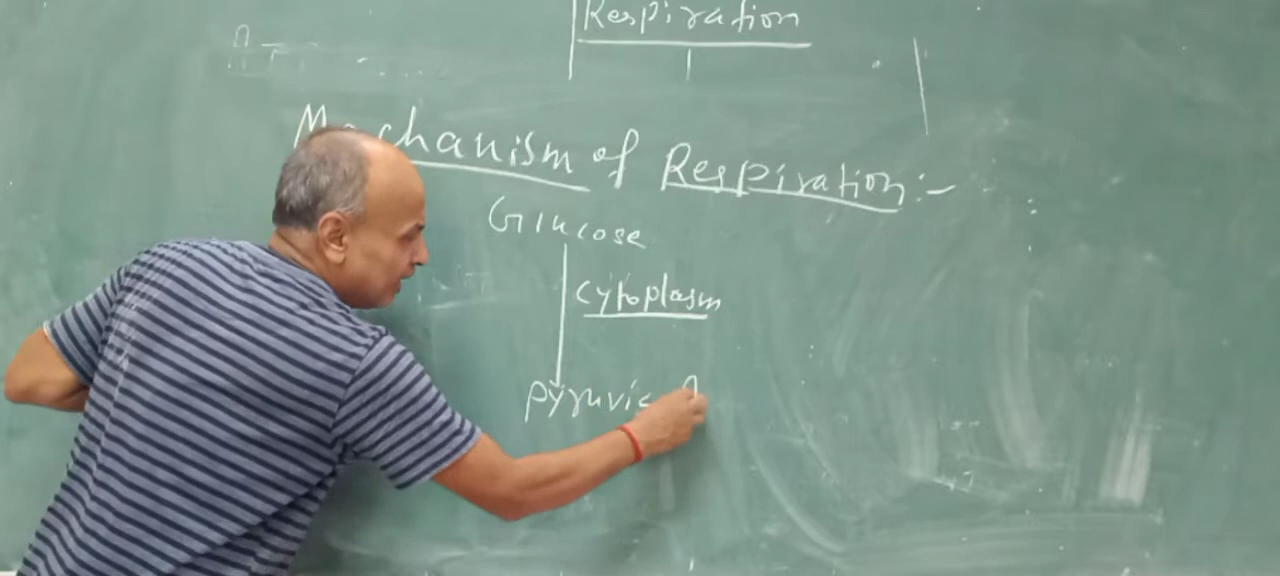 Respiration
Mechanism of Respiration:-
Glucose
cytoplasm
Pyruvic A